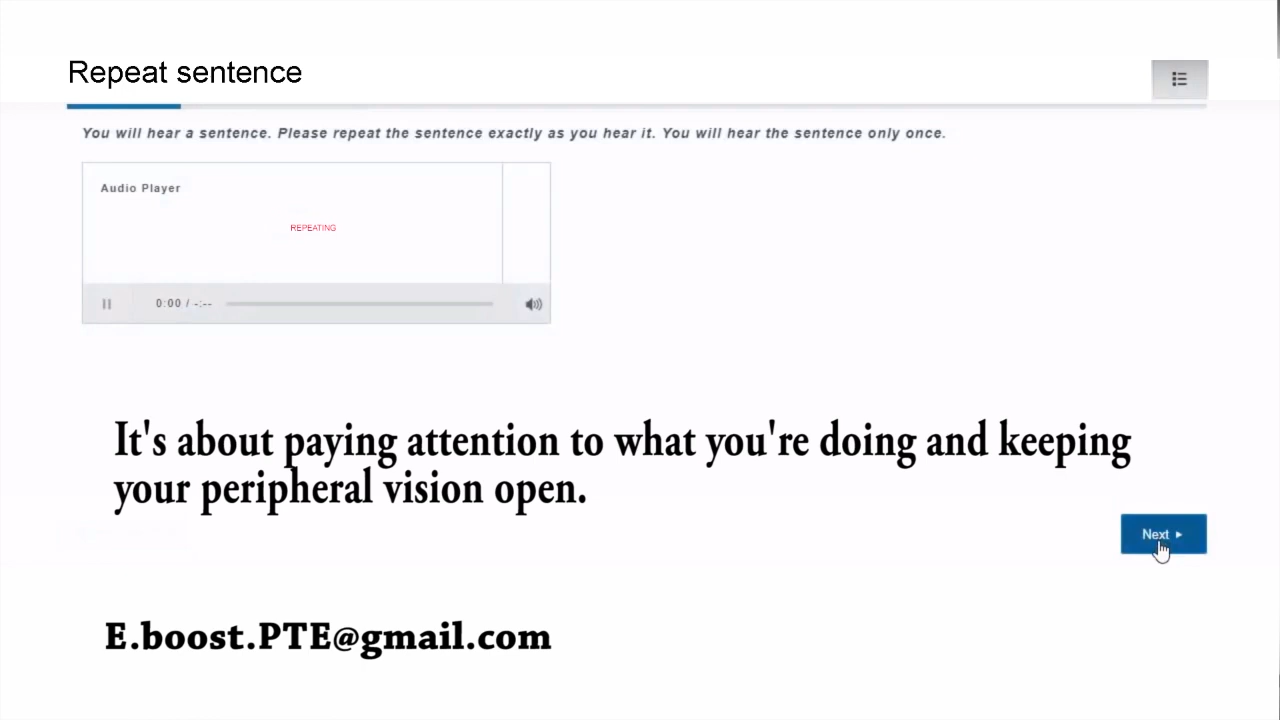 Repeat sentence
You will hear a sentence. Please repeat the sentence exactly as you hear it. You will hear the sentence only once.
Audio Player
REPEATING
0:00 / -:--
It's about paying attention to what you're doing and keeping
your peripheral vision open.
Next
E.boost.PTE@gmail.com